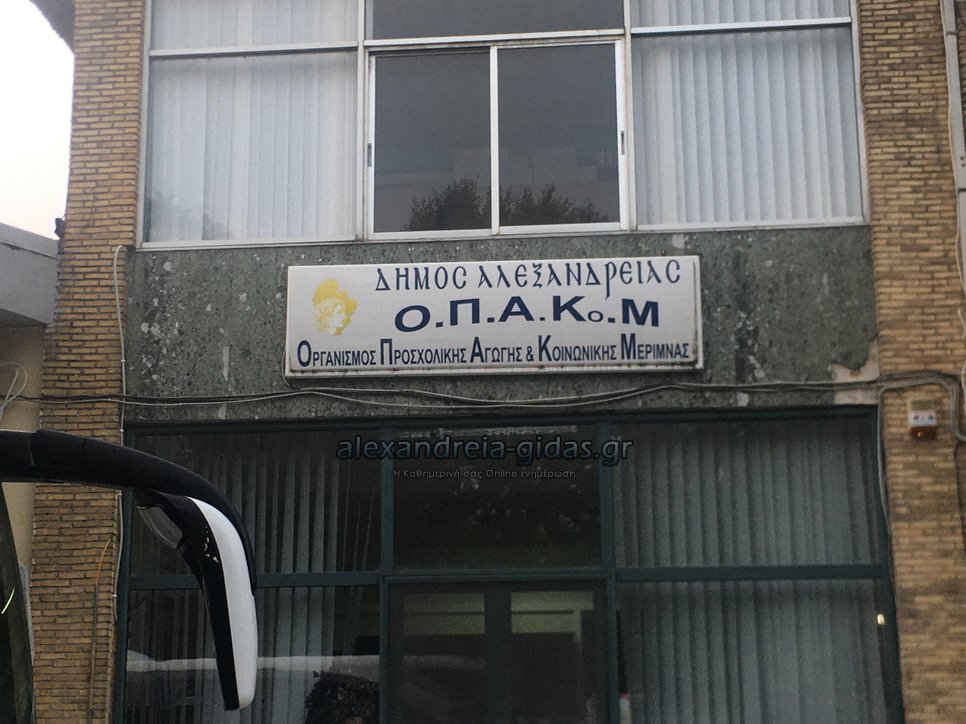 ΔΗΜΟΣ ΑΛΕΞΑΝΔΡΕΙΑΣ
Ο.Π.Α.Κο.Μ
ΟΡΓΑΝΙΣΜΟΣ ΠΡΟΣΧΟΛΙΚΗΣ ΑΓΩΓΗΣ & ΚΟΙΝΩΝΙΚΗΣ ΜΕΡΙΜΝΑΣ
alexandreia-gidas.gr
Η Καθημερινή σας Online ενημέρωση